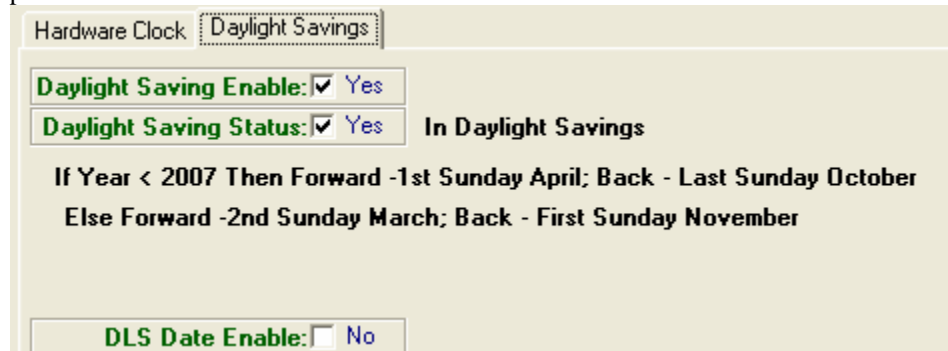 Hardware Clock Daylight Savings
Daylight Saving Enable: Yes
Daylight Saving Status: Yes In Daylight Savings
If Year < 2007 Then Forward -1st Sunday April; Back - Last Sunday October
Else Forward -2nd Sunday March; Back - First Sunday November
DLS Date Enable: No